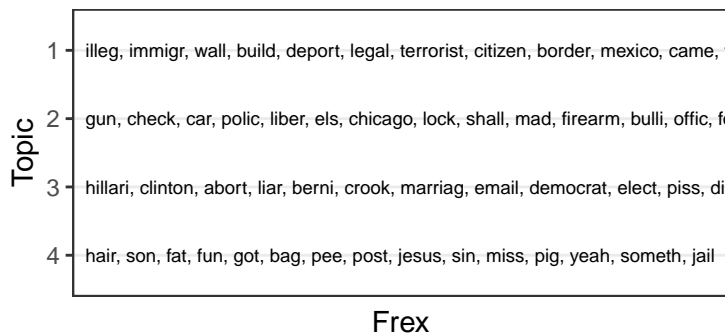 1 illeg, immigr, wall, build, deport, legal, terrorist, citizen, border, mexico, came,
2 gun, check, car, polic, liber, els, chicago, lock, shall, mad, firearm, bulli, offic,
3 hillari, clinton, abort, liar, berni, crook, marriag, email, democrat, elect, piss,
4 hair, son, fat, fun, got, bag, pee, post, jesus, sin, miss, pig, yeah, someth, jail
Topic
Frex